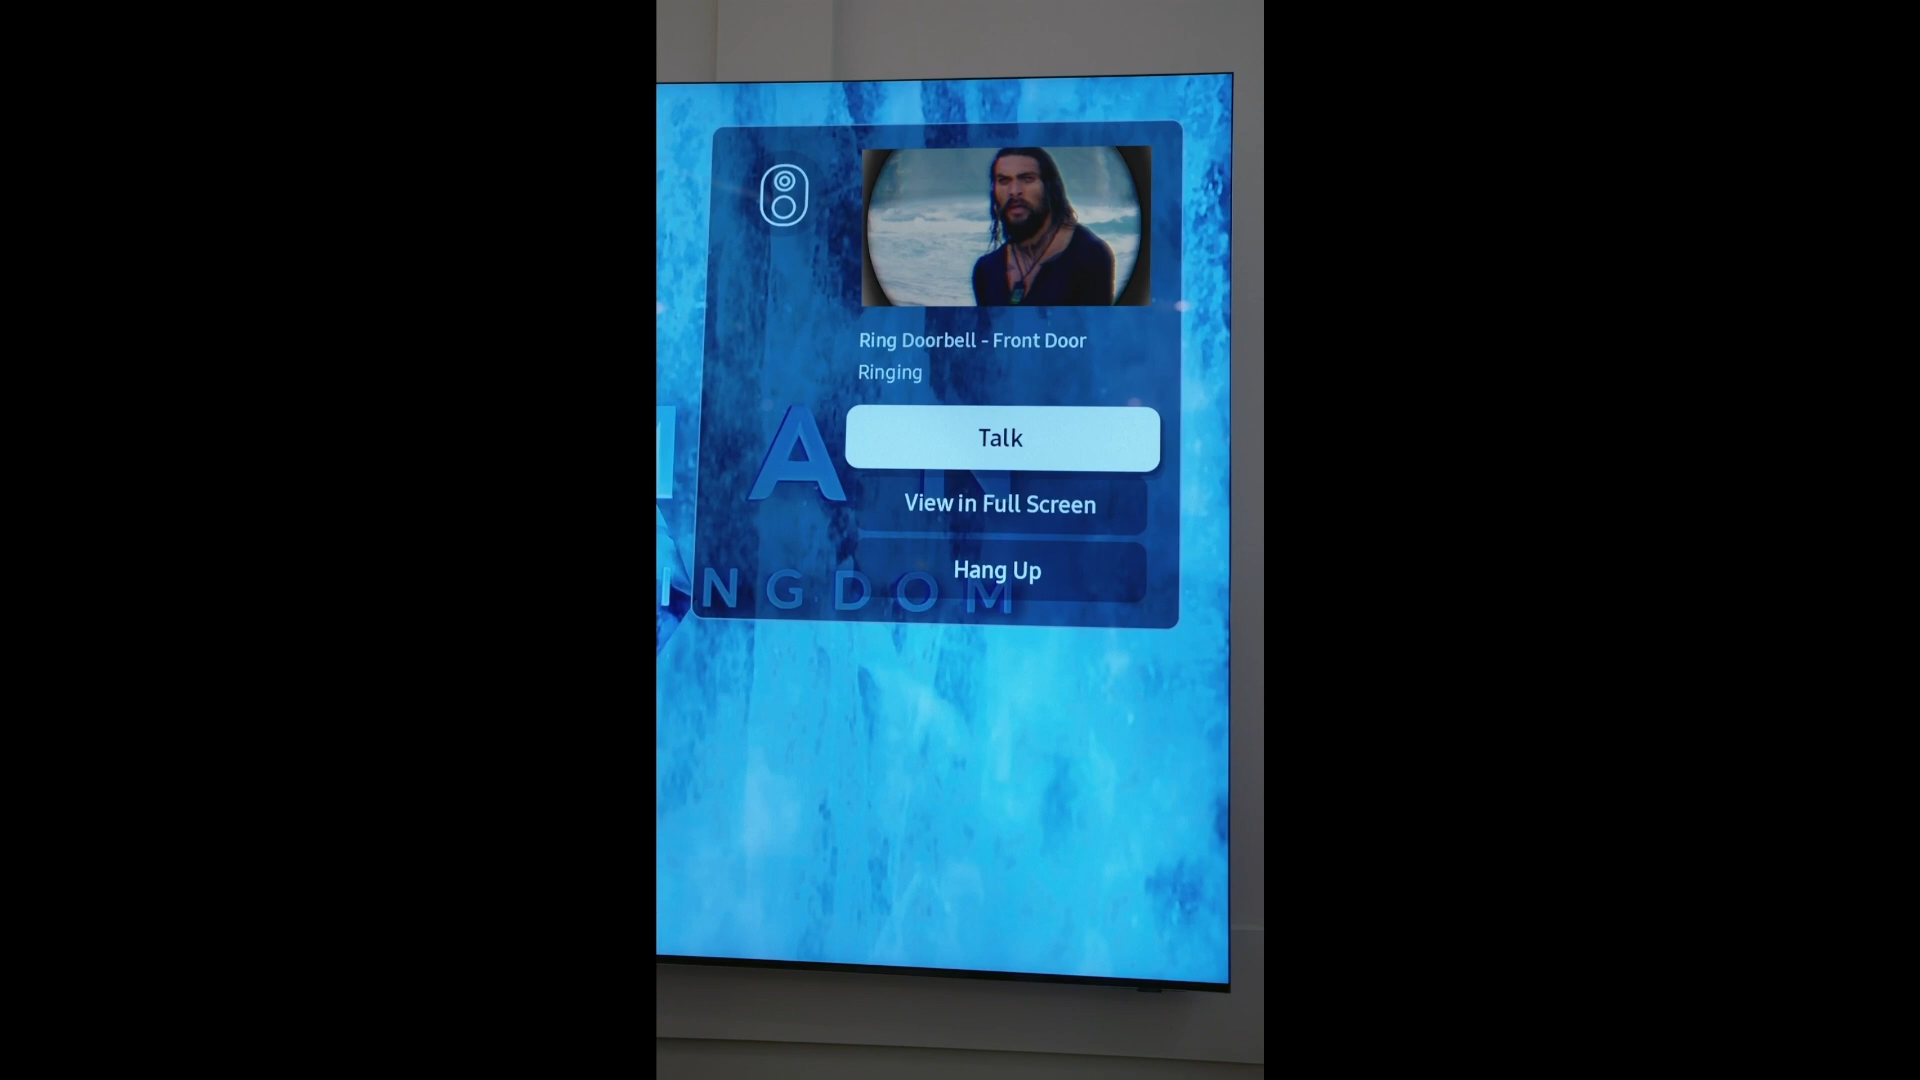 Ring Doorbell - Front Door
Ringing
Talk
View in Full Screen
Hang Up
A N
INGDOM